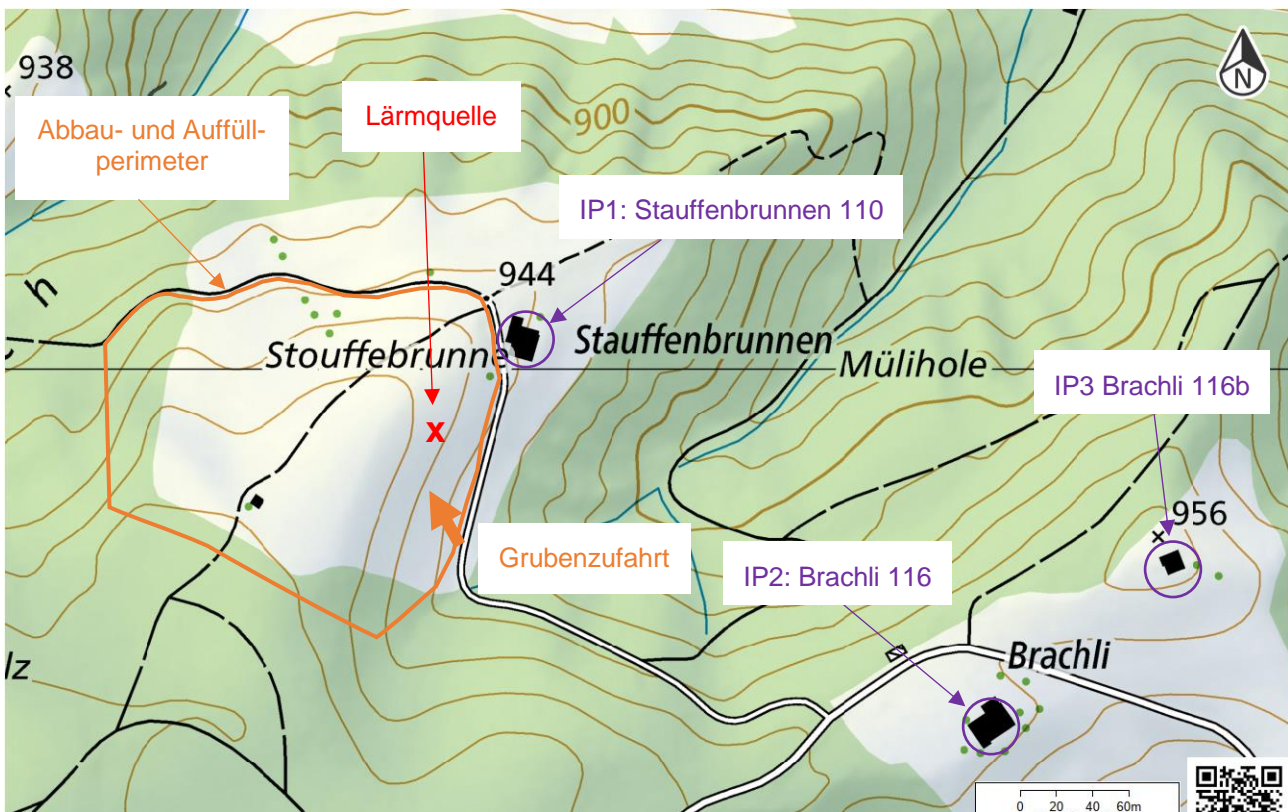 938
N
Lärmquelle
Abbau- und Auffüll-
perimeter
900
IP1: Stauffenbrunnen 110
h
944
Stouffebrunne
Stauffenbrunnen
Mülihole
IP3 Brachli 116b
x
956
Grubenzufahrt
IP2: Brachli 116
lz
Brachli
0 20 40 60m